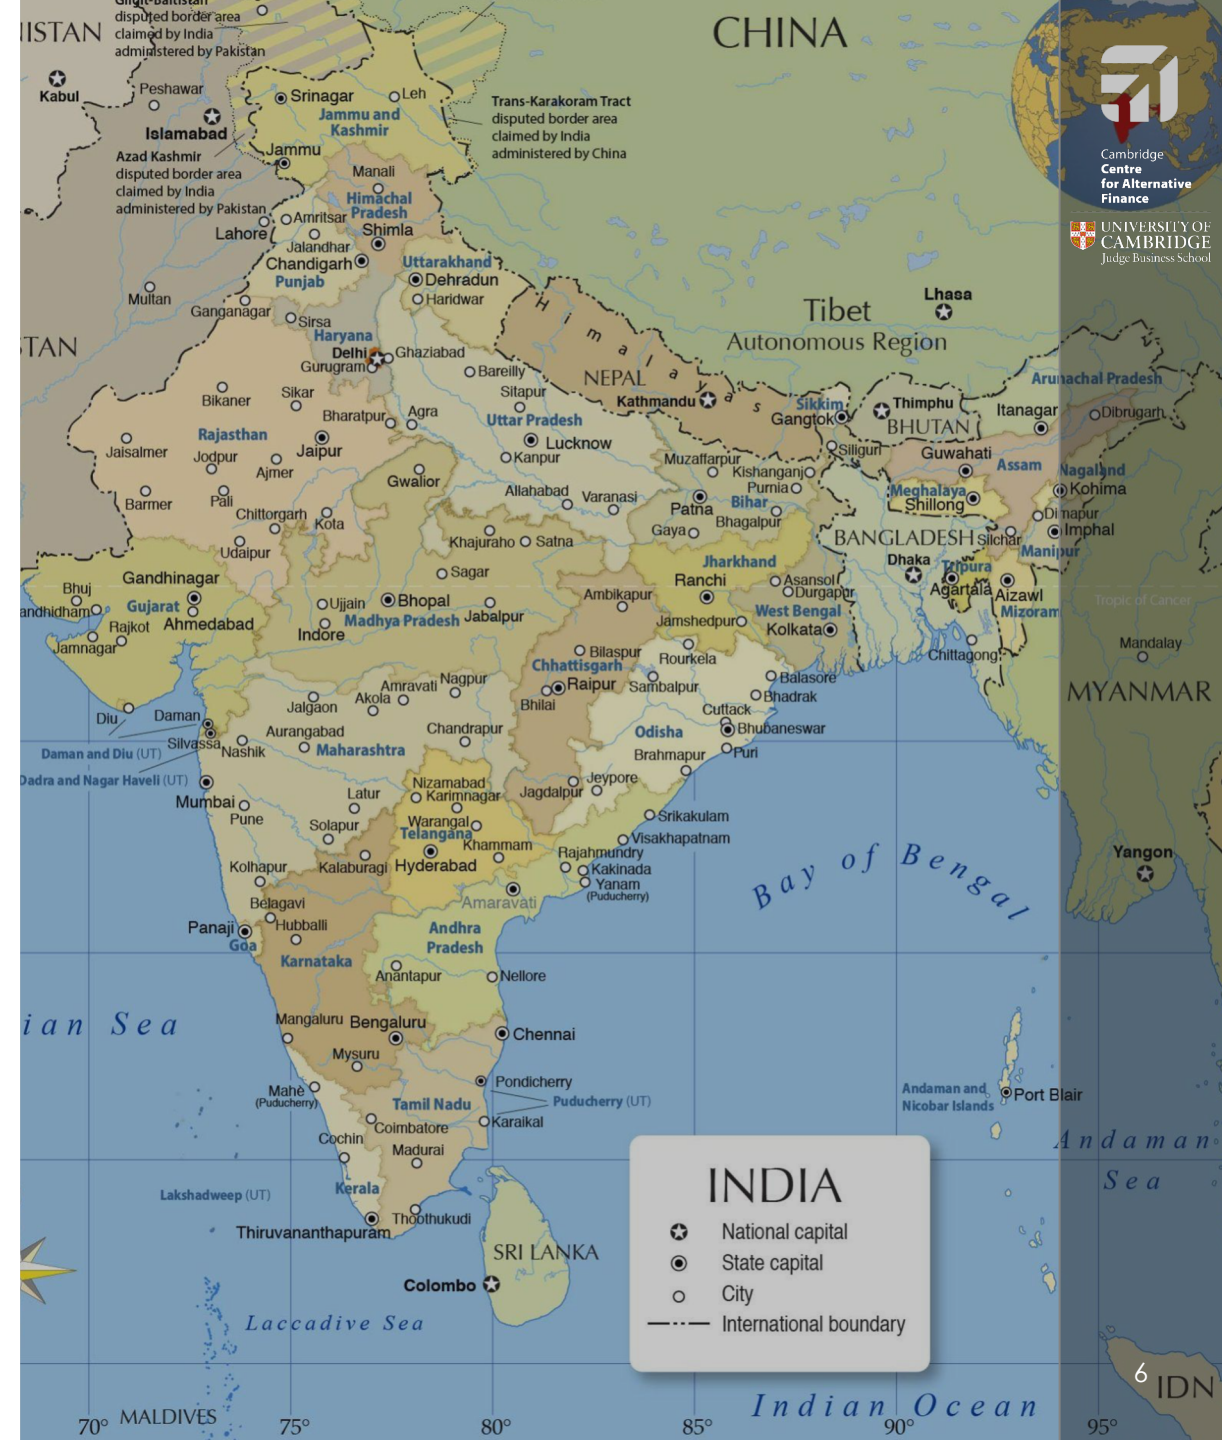 Gilgit-Baltistan
disputed border area
claimed by India
administered by Pakistan
NISTAN
CHINA
Kabul
Peshawar
Islamabad
Srinagar
Leh
Jammu and
Kashmir
Trans-Karakoram Tract
disputed border area
claimed by India
administered by China
Azad Kashmir
disputed border area
claimed by India
administered by Pakistan
Jammu
Manali
Himachal
Pradesh
Cambridge
Centre
for Alternative
Finance
UNIVERSITY OF
CAMBRIDGE
Judge Business School
Amritsar
Lahore
Jalandhar
Shimla
Chandigarh
Punjab
Uttarakhand
Dehradun
Haridwar
Multan
Ganganagar
Sirsa
Haryana
Delhi
Ghaziabad
Gurugram
Bareilly
STAN
Himalayas
Tibet
Autonomous Region
Lhasa
NEPAL
Kathmandu
Sikkim
Gangtok
Thimphu
BHUTAN
Arunachal Pradesh
Itanagar
Dibrugarh
Bikaner
Sikar
Bharatpur
Agra
Sitapur
Uttar Pradesh
Lucknow
Kanpur
Rajasthan
Jaipur
Jaisalmer
Jodpur
Ajmer
Gwalior
Muzaffarpur
Kishanganj
Purnia
Siliguri
Guwahati
Assam
Nagaland
Kohima
Meghalaya
Shillong
Dimapur
Imphal
Silchar
Manipur
Barmer
Pali
Chittorgarh
Kota
Udaipur
Allahabad
Varanasi
Patna
Bihar
Gaya
Bhagalpur
Khajuraho
Satna
BANGLADESH
Dhaka
Tripura
Agartala
Aizawl
Mizoram
Bhuj
Gandhinagar
andhidham
Gujarat
Ahmedabad
Rajkot
Jamnagar
Sagar
Ujjain
Bhopal
Madhya Pradesh
Jabalpur
Indore
Ambikapur
Jharkhand
Ranchi
Jamshedpur
Asansol
Durgapur
West Bengal
Kolkata
Tropic of Cancer
Chittagong
Mandalay
MYANMAR
Bilaspur
Chhattisgarh
Raipur
Bhilai
Rourkela
Sambalpur
Balasore
Bhadrak
Cuttack
Bhubaneswar
Odisha
Brahmapur
Puri
Diu
Daman
Silvassa
Daman and Diu (UT)
Dadra and Nagar Haveli (UT)
Nashik
Jalgaon
Akola
Amravati
Nagpur
Aurangabad
Maharashtra
Chandrapur
Mumbai
Pune
Latur
Solapur
Nizamabad
Karimnagar
Warangal
Telangana
Khammam
Hyderabad
Jagdalpur
Jeypore
Srikakulam
Visakhapatnam
Rajahmundry
Kakinada
Yanam
(Puducherry)
Bay of Bengal
Yangon
Kolhapur
Kalaburagi
Belagavi
Hubballi
Panaji
Goa
Karnataka
Amaravati
Andhra
Pradesh
Anantapur
Nellore
ian Sea
Mangaluru
Bengaluru
Chennai
Mysuru
Mahè
(Puducherry)
Pondicherry
Puducherry (UT)
Tamil Nadu
Karaikal
Coimbatore
Cochin
Madurai
Andaman and
Nicobar Islands
Port Blair
Andaman
Sea
Lakshadweep (UT)
Kerala
Thoothukudi
Thiruvananthapuram
SRI LANKA
Colombo
Laccadive Sea
INDIA
National capital
State capital
City
International boundary
6
IDN
Indian Ocean
MALDIVES
70° 75° 80° 85° 90° 95°